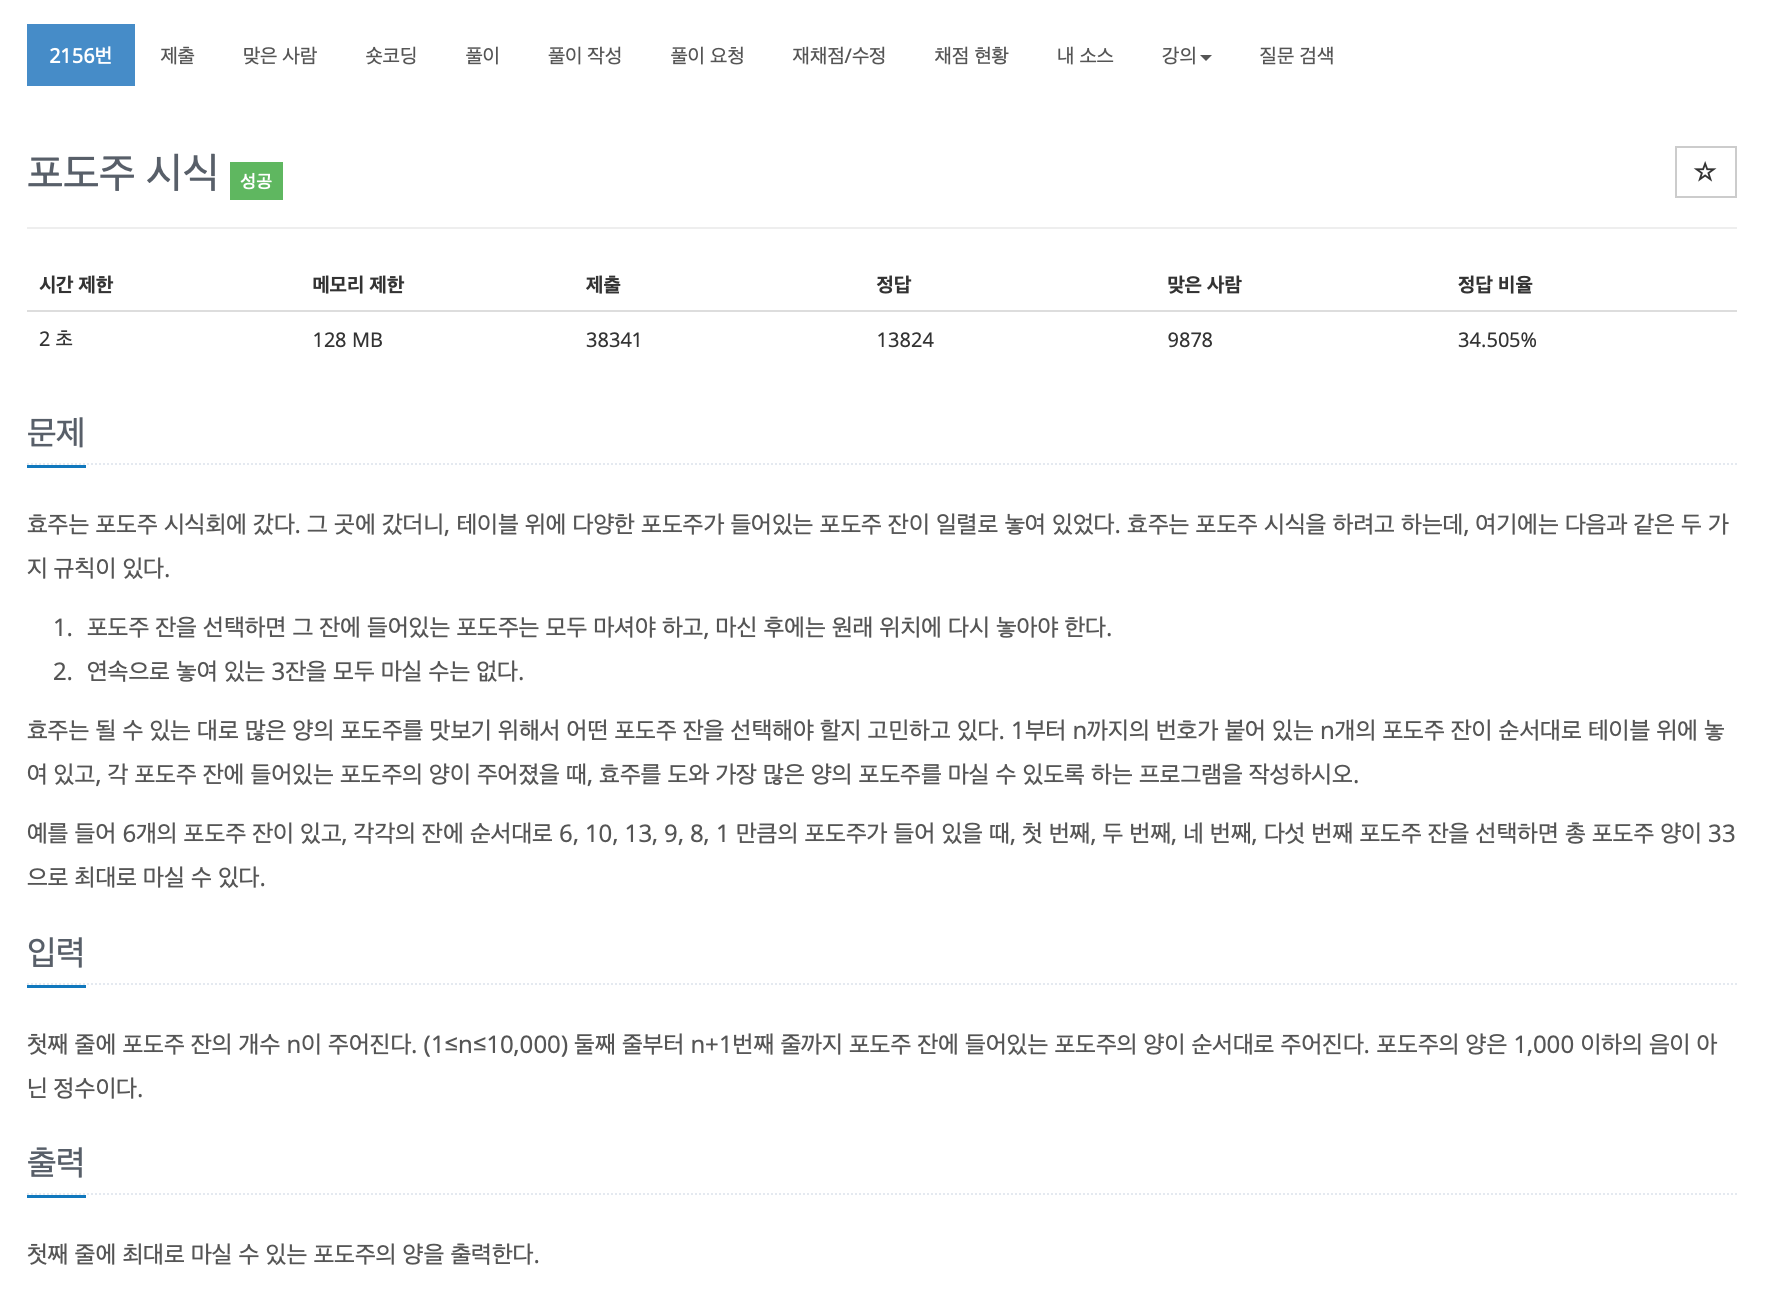 2156번 제출 맞은 사람 숏코딩 풀이 풀이 작성 풀이 요청 재채점/수정 채점 현황 내 소스 강의 질문 검색
포도주 시식 성공
시간 제한 메모리 제한 제출 정답 맞은 사람 정답 비율
2 초 128 MB 38341 13824 9878 34.505%
문제
효주는 포도주 시식회에 갔다. 그 곳에 갔더니, 테이블 위에 다양한 포도주가 들어있는 포도주 잔이 일렬로 놓여 있었다. 효주는 포도주 시식을 하려고 하는데, 여기에는 다음과 같은 두 가
지 규칙이 있다.
1. 포도주 잔을 선택하면 그 잔에 들어있는 포도주는 모두 마셔야 하고, 마신 후에는 원래 위치에 다시 놓아야 한다.
2. 연속으로 놓여 있는 3잔을 모두 마실 수는 없다.
효주는 될 수 있는 대로 많은 양의 포도주를 맛보기 위해서 어떤 포도주 잔을 선택해야 할지 고민하고 있다. 1부터 n까지의 번호가 붙어 있는 n개의 포도주 잔이 순서대로 테이블 위에 놓
여 있고, 각 포도주 잔에 들어있는 포도주의 양이 주어졌을 때, 효주를 도와 가장 많은 양의 포도주를 마실 수 있도록 하는 프로그램을 작성하시오.
예를 들어 6개의 포도주 잔이 있고, 각각의 잔에 순서대로 6, 10, 13, 9, 8, 1 만큼의 포도주가 들어 있을 때, 첫 번째, 두 번째, 네 번째, 다섯 번째 포도주 잔을 선택하면 총 포도주 양이 33
으로 최대로 마실 수 있다.
입력
첫째 줄에 포도주 잔의 개수 n이 주어진다. (1≤n≤10,000) 둘째 줄부터 n+1번째 줄까지 포도주 잔에 들어있는 포도주의 양이 순서대로 주어진다. 포도주의 양은 1,000 이하의 음이 아
닌 정수이다.
출력
첫째 줄에 최대로 마실 수 있는 포도주의 양을 출력한다.